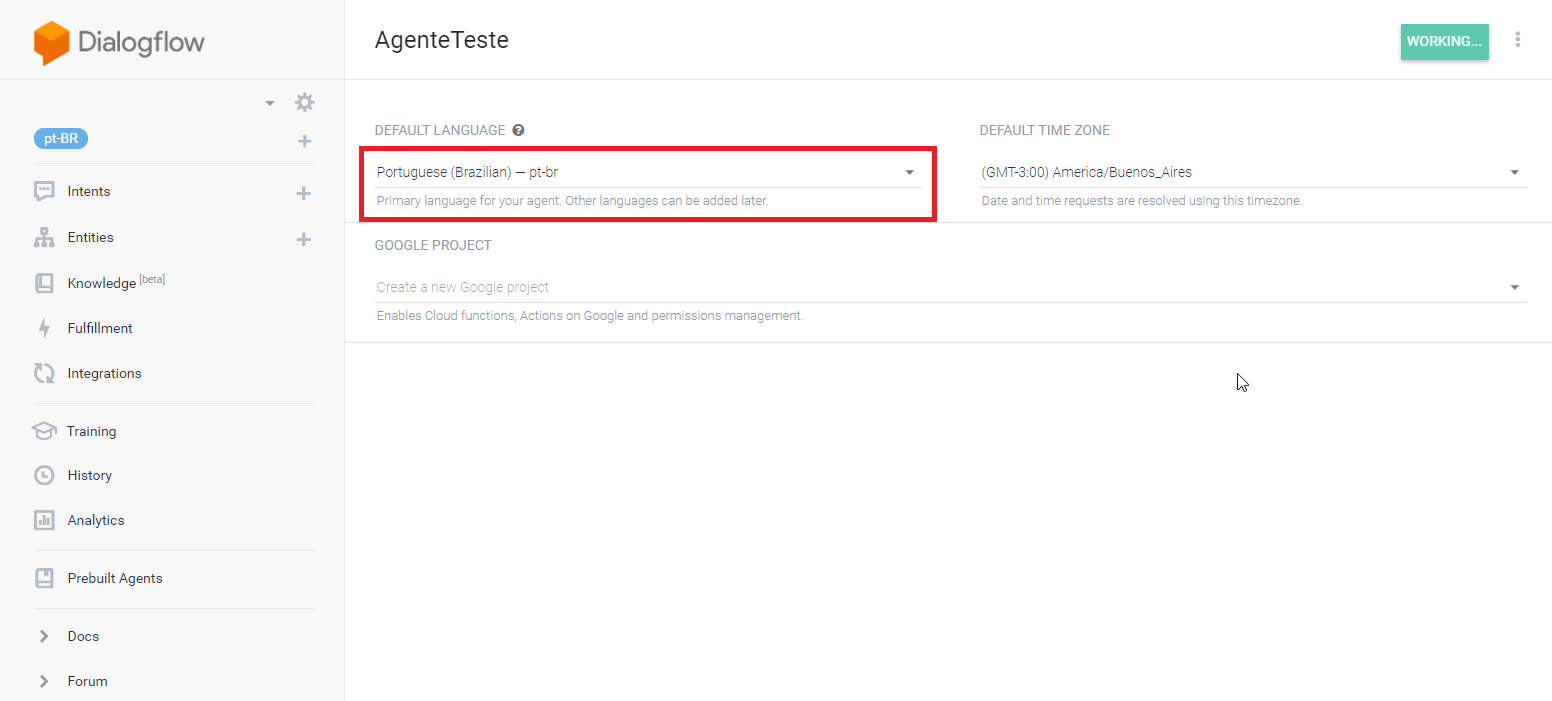 Dialogflow
AgenteTeste
WORKING...
pt-BR
Intents
Entities
Knowledge [beta]
Fulfillment
Integrations
Training
History
Analytics
Prebuilt Agents
Docs
Forum
DEFAULT LANGUAGE ?
Portuguese (Brazilian) — pt-br
Primary language for your agent. Other languages can be added later.
DEFAULT TIME ZONE
(GMT-3:00) America/Buenos_Aires
Date and time requests are resolved using this timezone.
GOOGLE PROJECT
Create a new Google project
Enables Cloud functions, Actions on Google and permissions management.